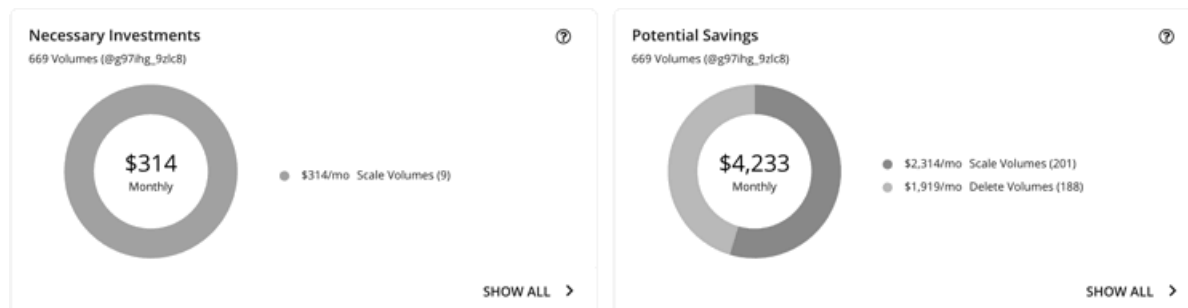 Necessary Investments
669 Volumes (@g97ihg_9zlc8)
$314
Monthly
$314/mo Scale Volumes (9)
SHOW ALL
Potential Savings
669 Volumes (@g97ihg_9zlc8)
$4,233
Monthly
$2,314/mo Scale Volumes (201)
$1,919/mo Delete Volumes (188)
SHOW ALL